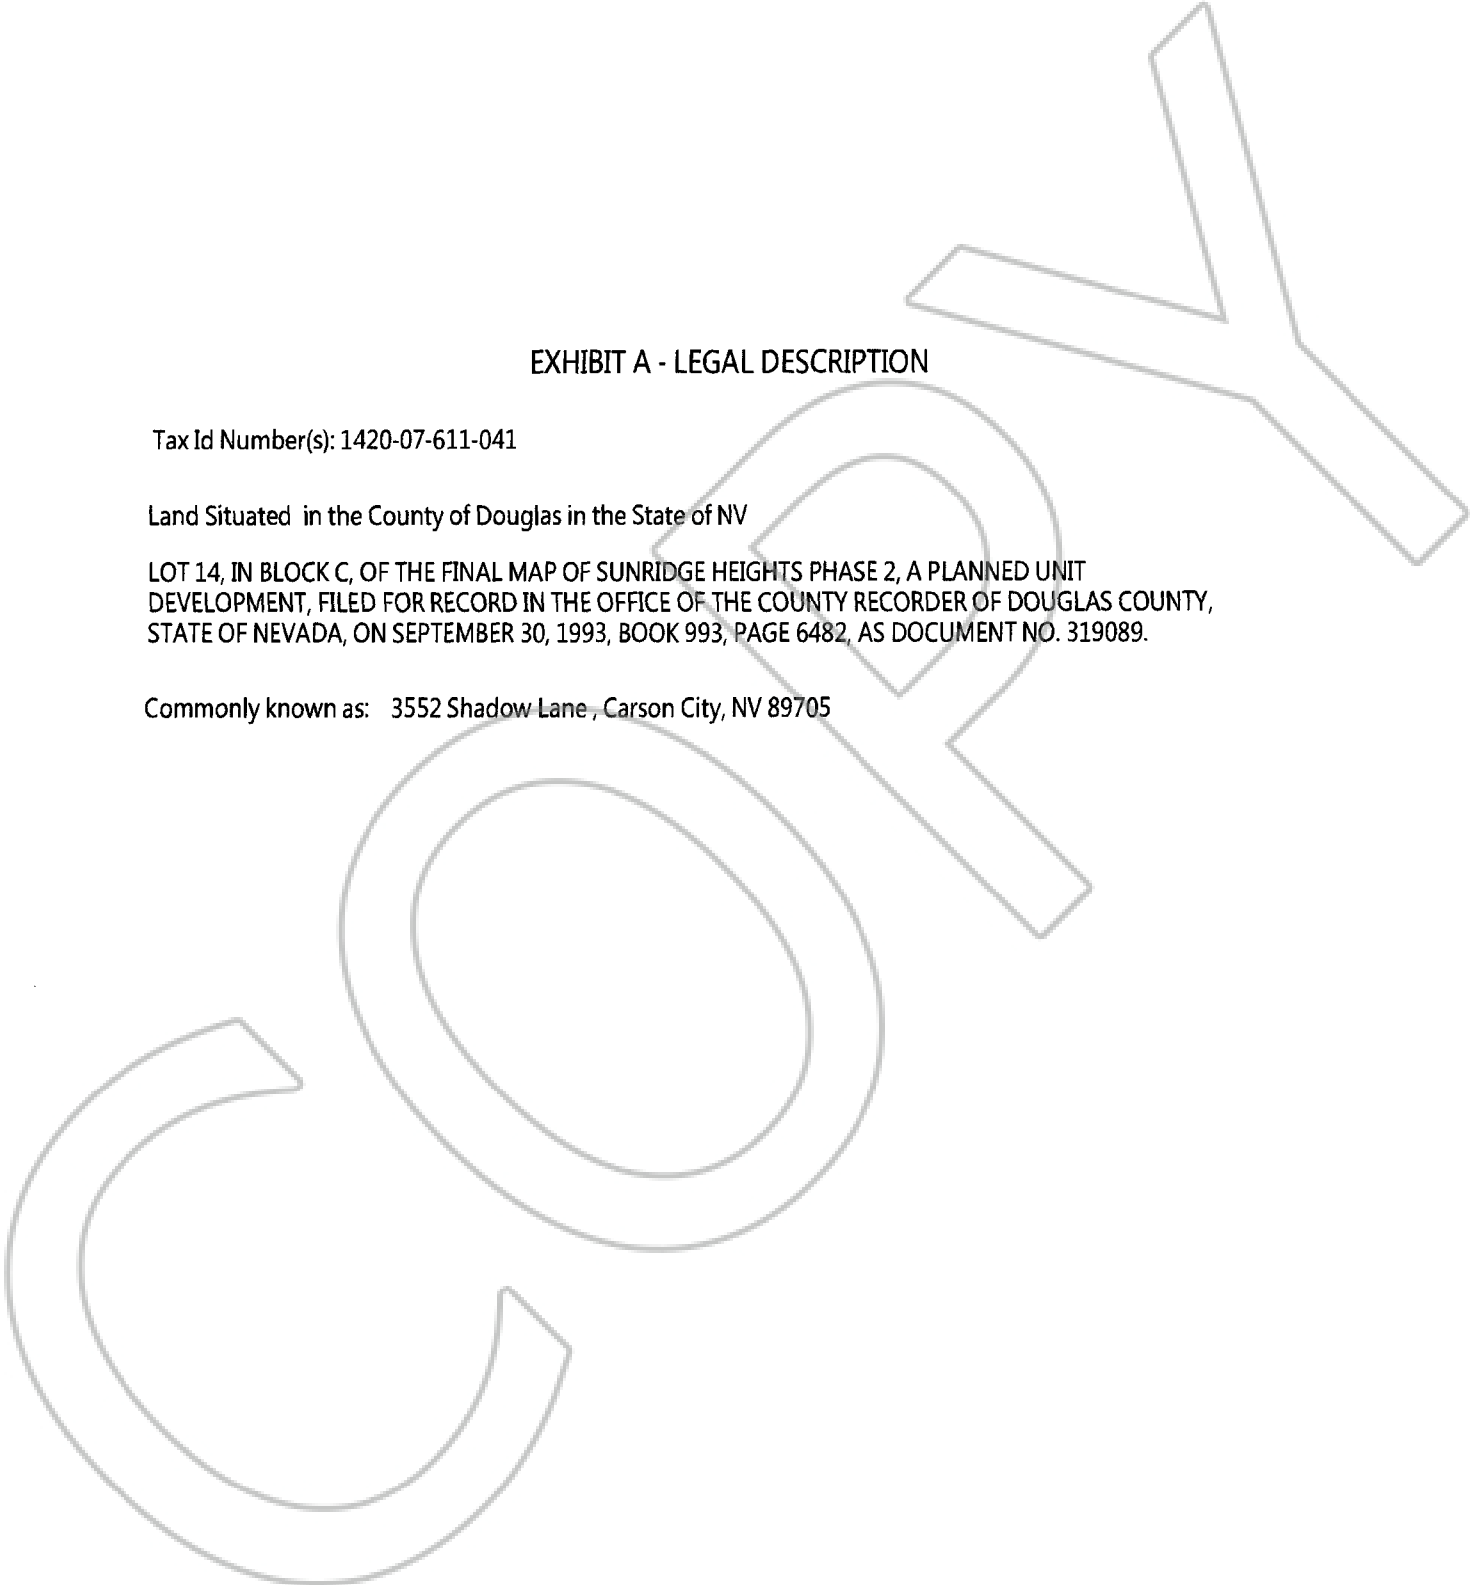 EXHIBIT A - LEGAL DESCRIPTION
Tax Id Number(s): 1420-07-611-041
Land Situated in the County of Douglas in the State of NV
LOT 14, IN BLOCK C, OF THE FINAL MAP OF SUNRIDGE HEIGHTS PHASE 2, A PLANNED UNIT
DEVELOPMENT, FILED FOR RECORD IN THE OFFICE OF THE COUNTY RECORDER OF DOUGLAS COUNTY,
STATE OF NEVADA, ON SEPTEMBER 30, 1993, BOOK 993, PAGE 6482, AS DOCUMENT NO. 319089.
Commonly known as: 3552 Shadow Lane , Carson City, NV 89705
COPY